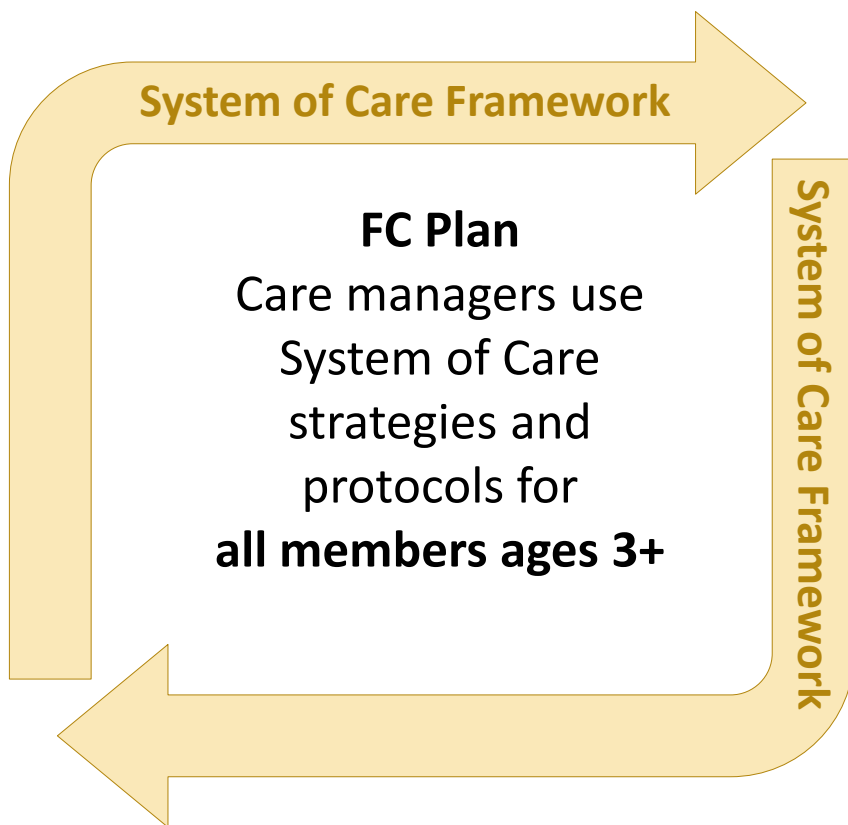 System of Care Framework
FC Plan
Care managers use
System of Care
strategies and
protocols for
all members ages 3+
System of Care Framework